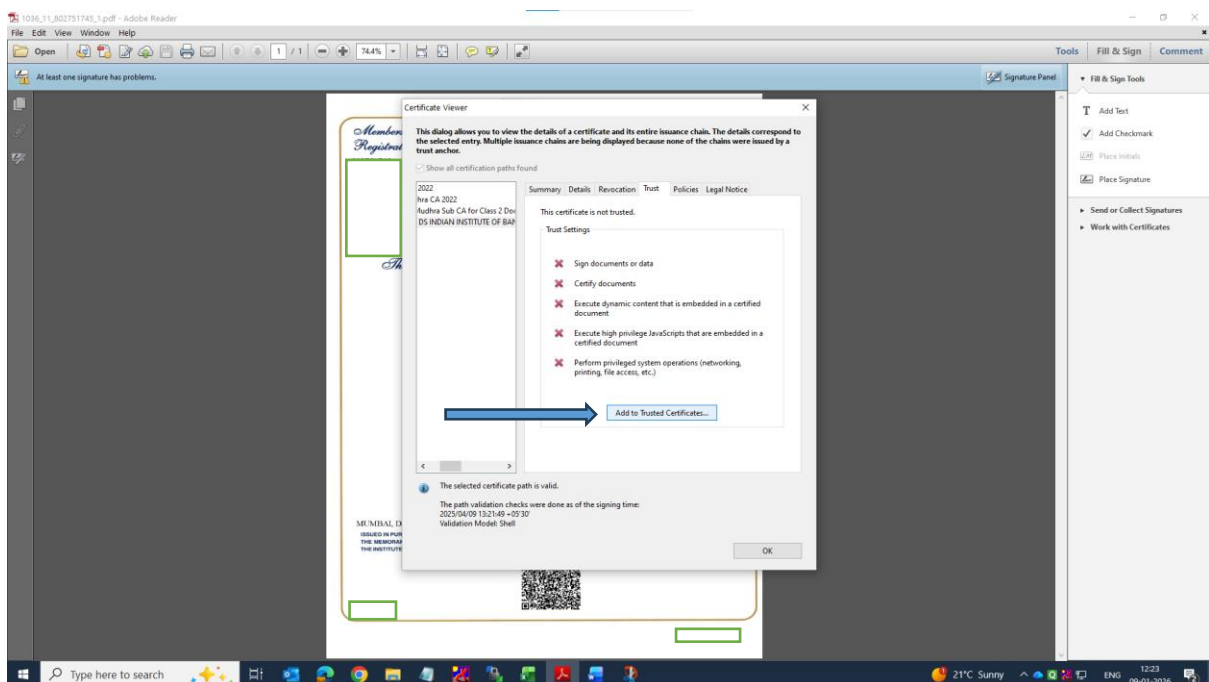 1036_11_802751745_1.pdf - Adobe Reader
File Edit View Window Help
Open 1 / 1 74.4% Tools Fill & Sign Comment
At least one signature has problems. Signature Panel
Fill & Sign Tools
T Add Text
Add Checkmark
Place Initials
Place Signature
Send or Collect Signatures
Work with Certificates
Members
Registrat
Th
MUMBAI, D
ISSUED IN PUR
THE MEMORAN
THE INSTITUTE
Certificate Viewer
This dialog allows you to view the details of a certificate and its entire issuance chain. The details correspond to
the selected entry. Multiple issuance chains are being displayed because none of the chains were issued by a
trust anchor.
Show all certification paths found
2022
hra CA 2022
Mudhra Sub CA for Class 2 Do
DS INDIAN INSTITUTE OF BAN
Summary Details Revocation Trust Policies Legal Notice
This certificate is not trusted.
Trust Settings
Sign documents or data
Certify documents
Execute dynamic content that is embedded in a certified
document
Execute high privilege JavaScripts that are embedded in a
certified document
Perform privileged system operations (networking,
printing, file access, etc.)
Add to Trusted Certificates...
The selected certificate path is valid.
The path validation checks were done as of the signing time:
2025/04/09 13:21:49 +05'30'
Validation Model: Shell
OK
Type here to search
21°C Sunny
ENG
12:23
09-01-2026